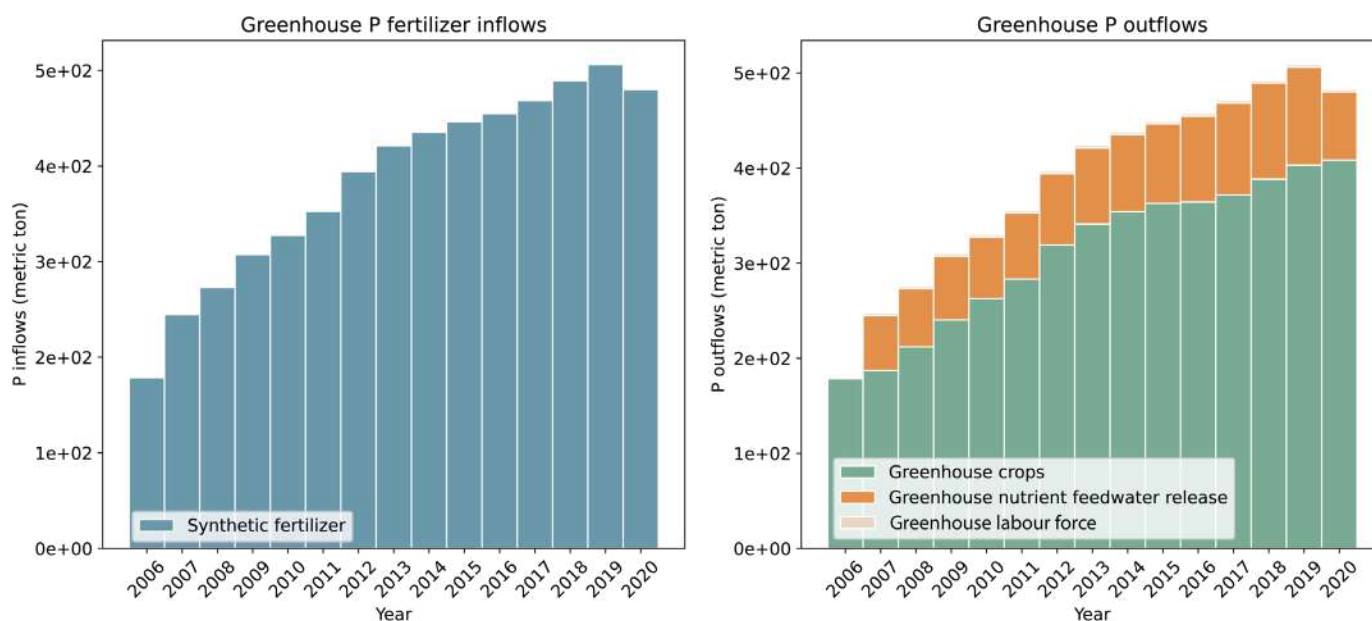 Greenhouse P fertilizer inflows
P inflows (metric ton)
5e+02
4e+02
3e+02
2e+02
1e+02
0e+00
Synthetic fertilizer
2006
2007
2008
2009
2010
2011
2012
2013
2014
2015
2016
2017
2018
2019
2020
Year
Greenhouse P outflows
P outflows (metric ton)
5e+02
4e+02
3e+02
2e+02
1e+02
0e+00
Greenhouse crops
Greenhouse nutrient feedwater release
Greenhouse labour force
2006
2007
2008
2009
2010
2011
2012
2013
2014
2015
2016
2017
2018
2019
2020
Year